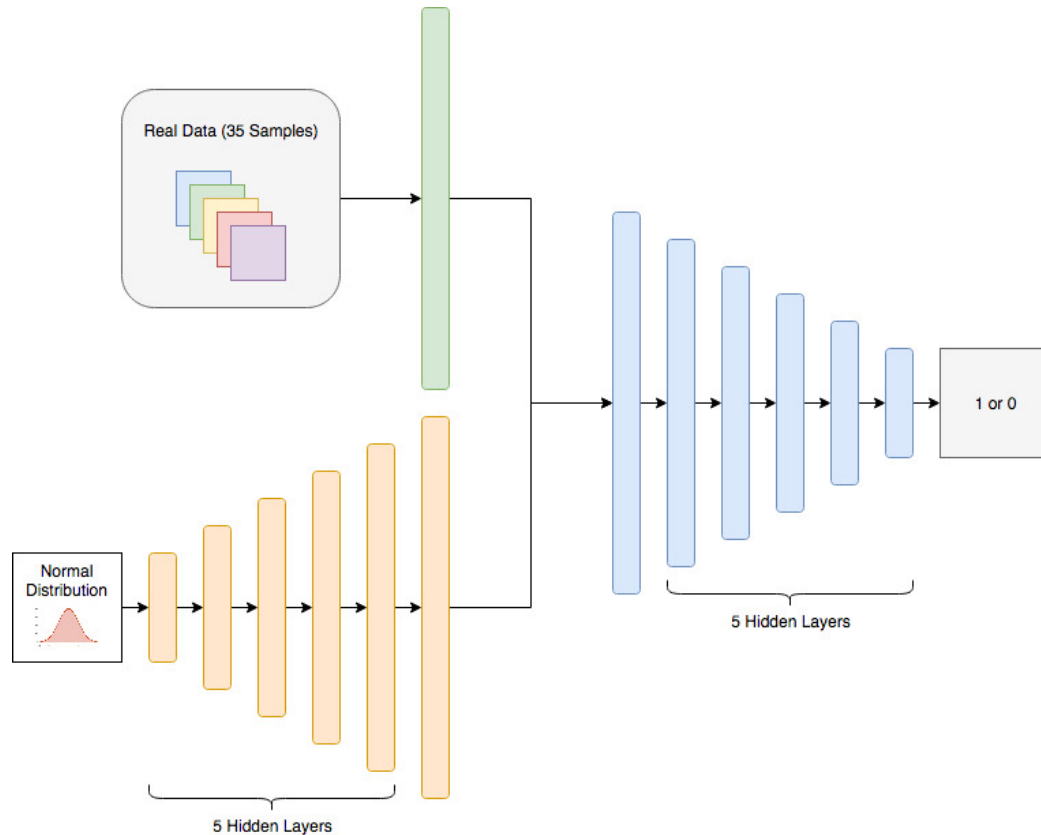 Real Data (35 Samples)
1 or 0
Normal
Distribution
5 Hidden Layers
5 Hidden Layers